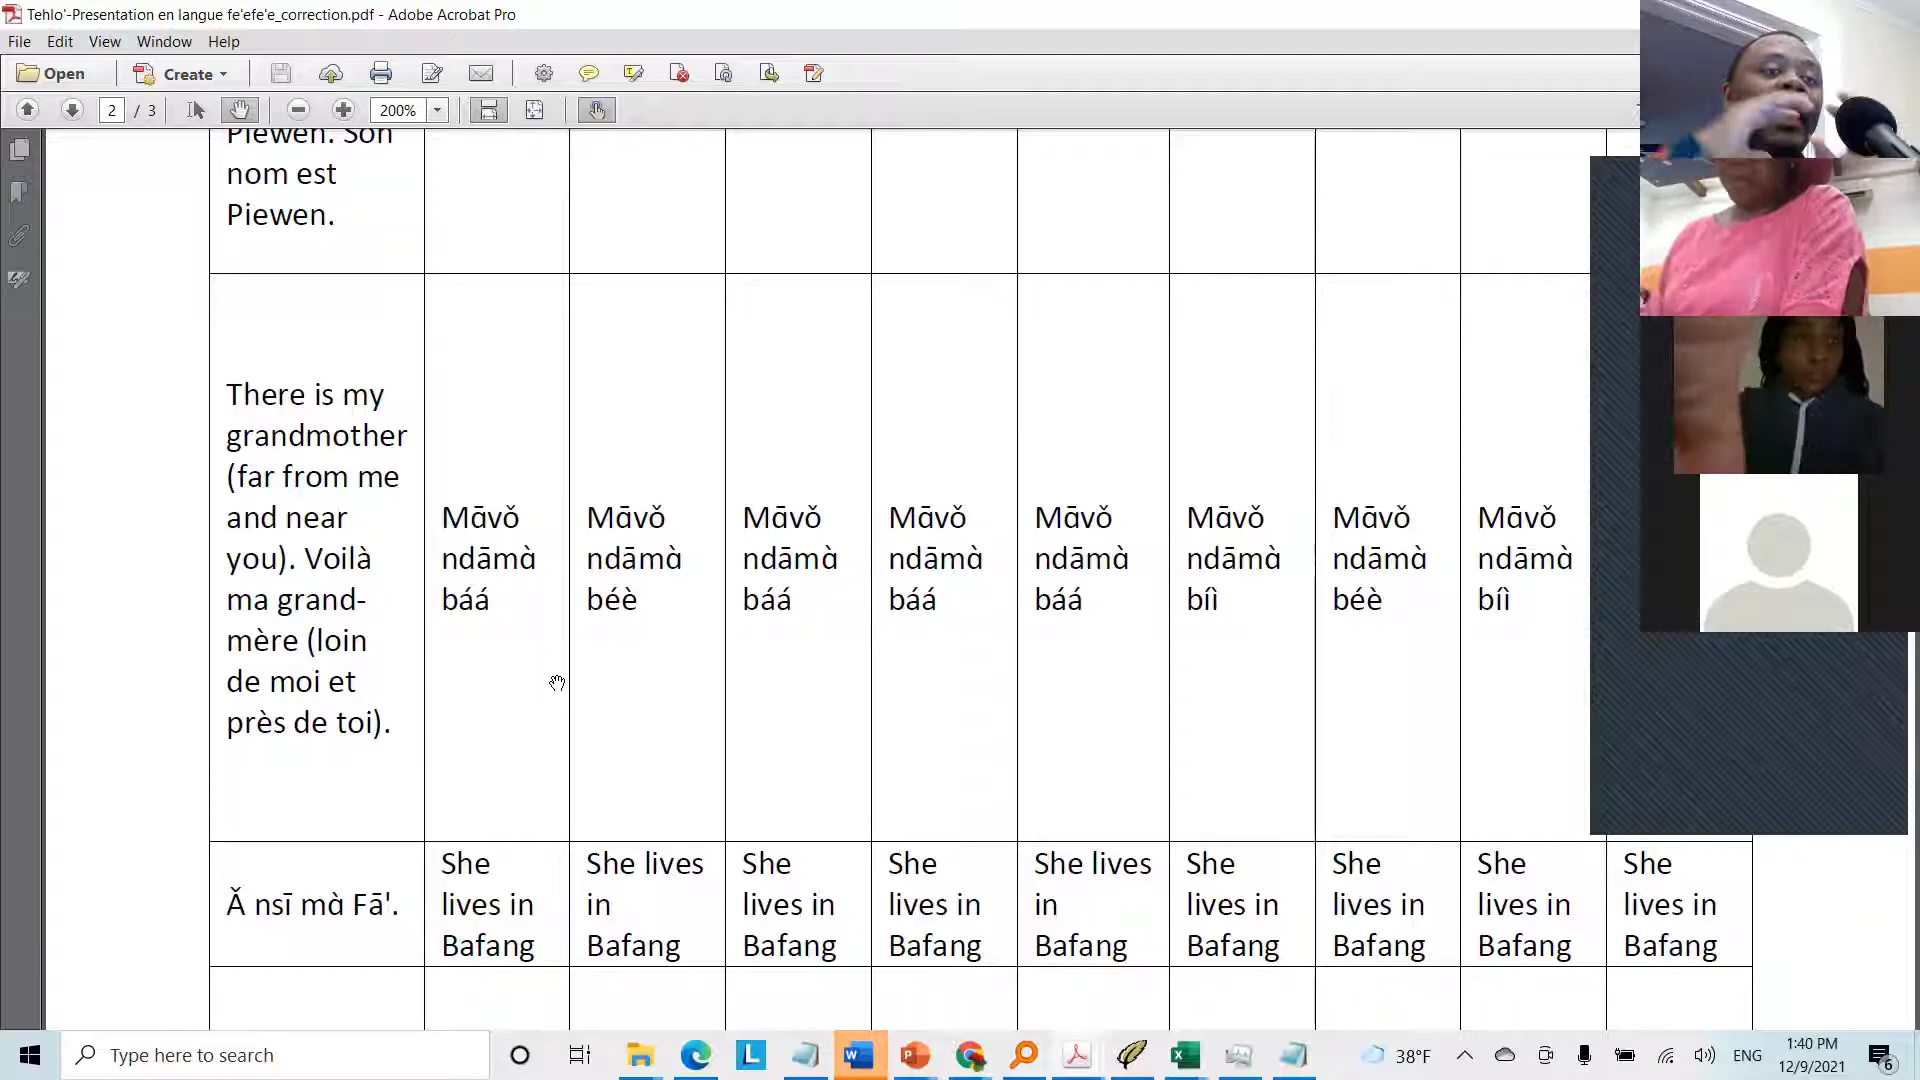 Tehlo'-Presentation en langue fe'efe'e_correction.pdf - Adobe Acrobat Pro
File Edit View Window Help
Open Create
2 / 3 200%
Piewen. Son
nom est
Piewen.
There is my
grandmother
(far from me
and near
you). Voilà
ma grand-
mère (loin
de moi et
près de toi).
Māvǒ
ndāmà
báá
Māvǒ
ndāmà
béè
Māvǒ
ndāmà
báá
Māvǒ
ndāmà
báá
Māvǒ
ndāmà
báá
Māvǒ
ndāmà
bíì
Māvǒ
ndāmà
béè
Māvǒ
ndāmà
bíì
Ǎ nsī mà Fā'.
She
lives in
Bafang
She lives
in
Bafang
She
lives in
Bafang
She
lives in
Bafang
She lives
in
Bafang
She
lives in
Bafang
She
lives in
Bafang
She
lives in
Bafang
She
lives in
Bafang
Type here to search
38°F
ENG
1:40 PM
12/9/2021
6